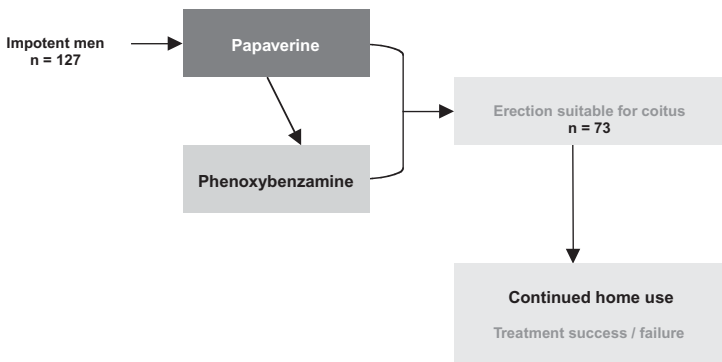 Impotent men
n = 127
Papaverine
Phenoxybenzamine
Erection suitable for coitus
n = 73
Continued home use
Treatment success / failure